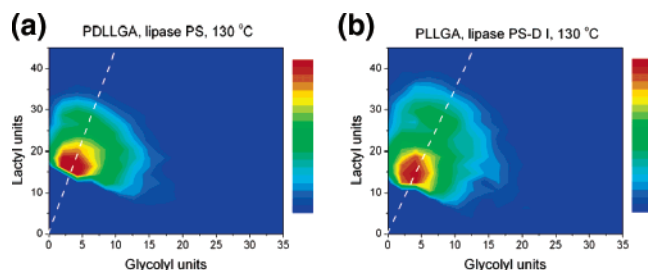 (a) PDLLGA, lipase PS, 130 °C
Lactyl units
40
30
20
10
0
0 5 10 15 20 25 30 35
Glycolyl units
(b) PLLGA, lipase PS-D I, 130 °C
Lactyl units
40
30
20
10
0
0 5 10 15 20 25 30 35
Glycolyl units